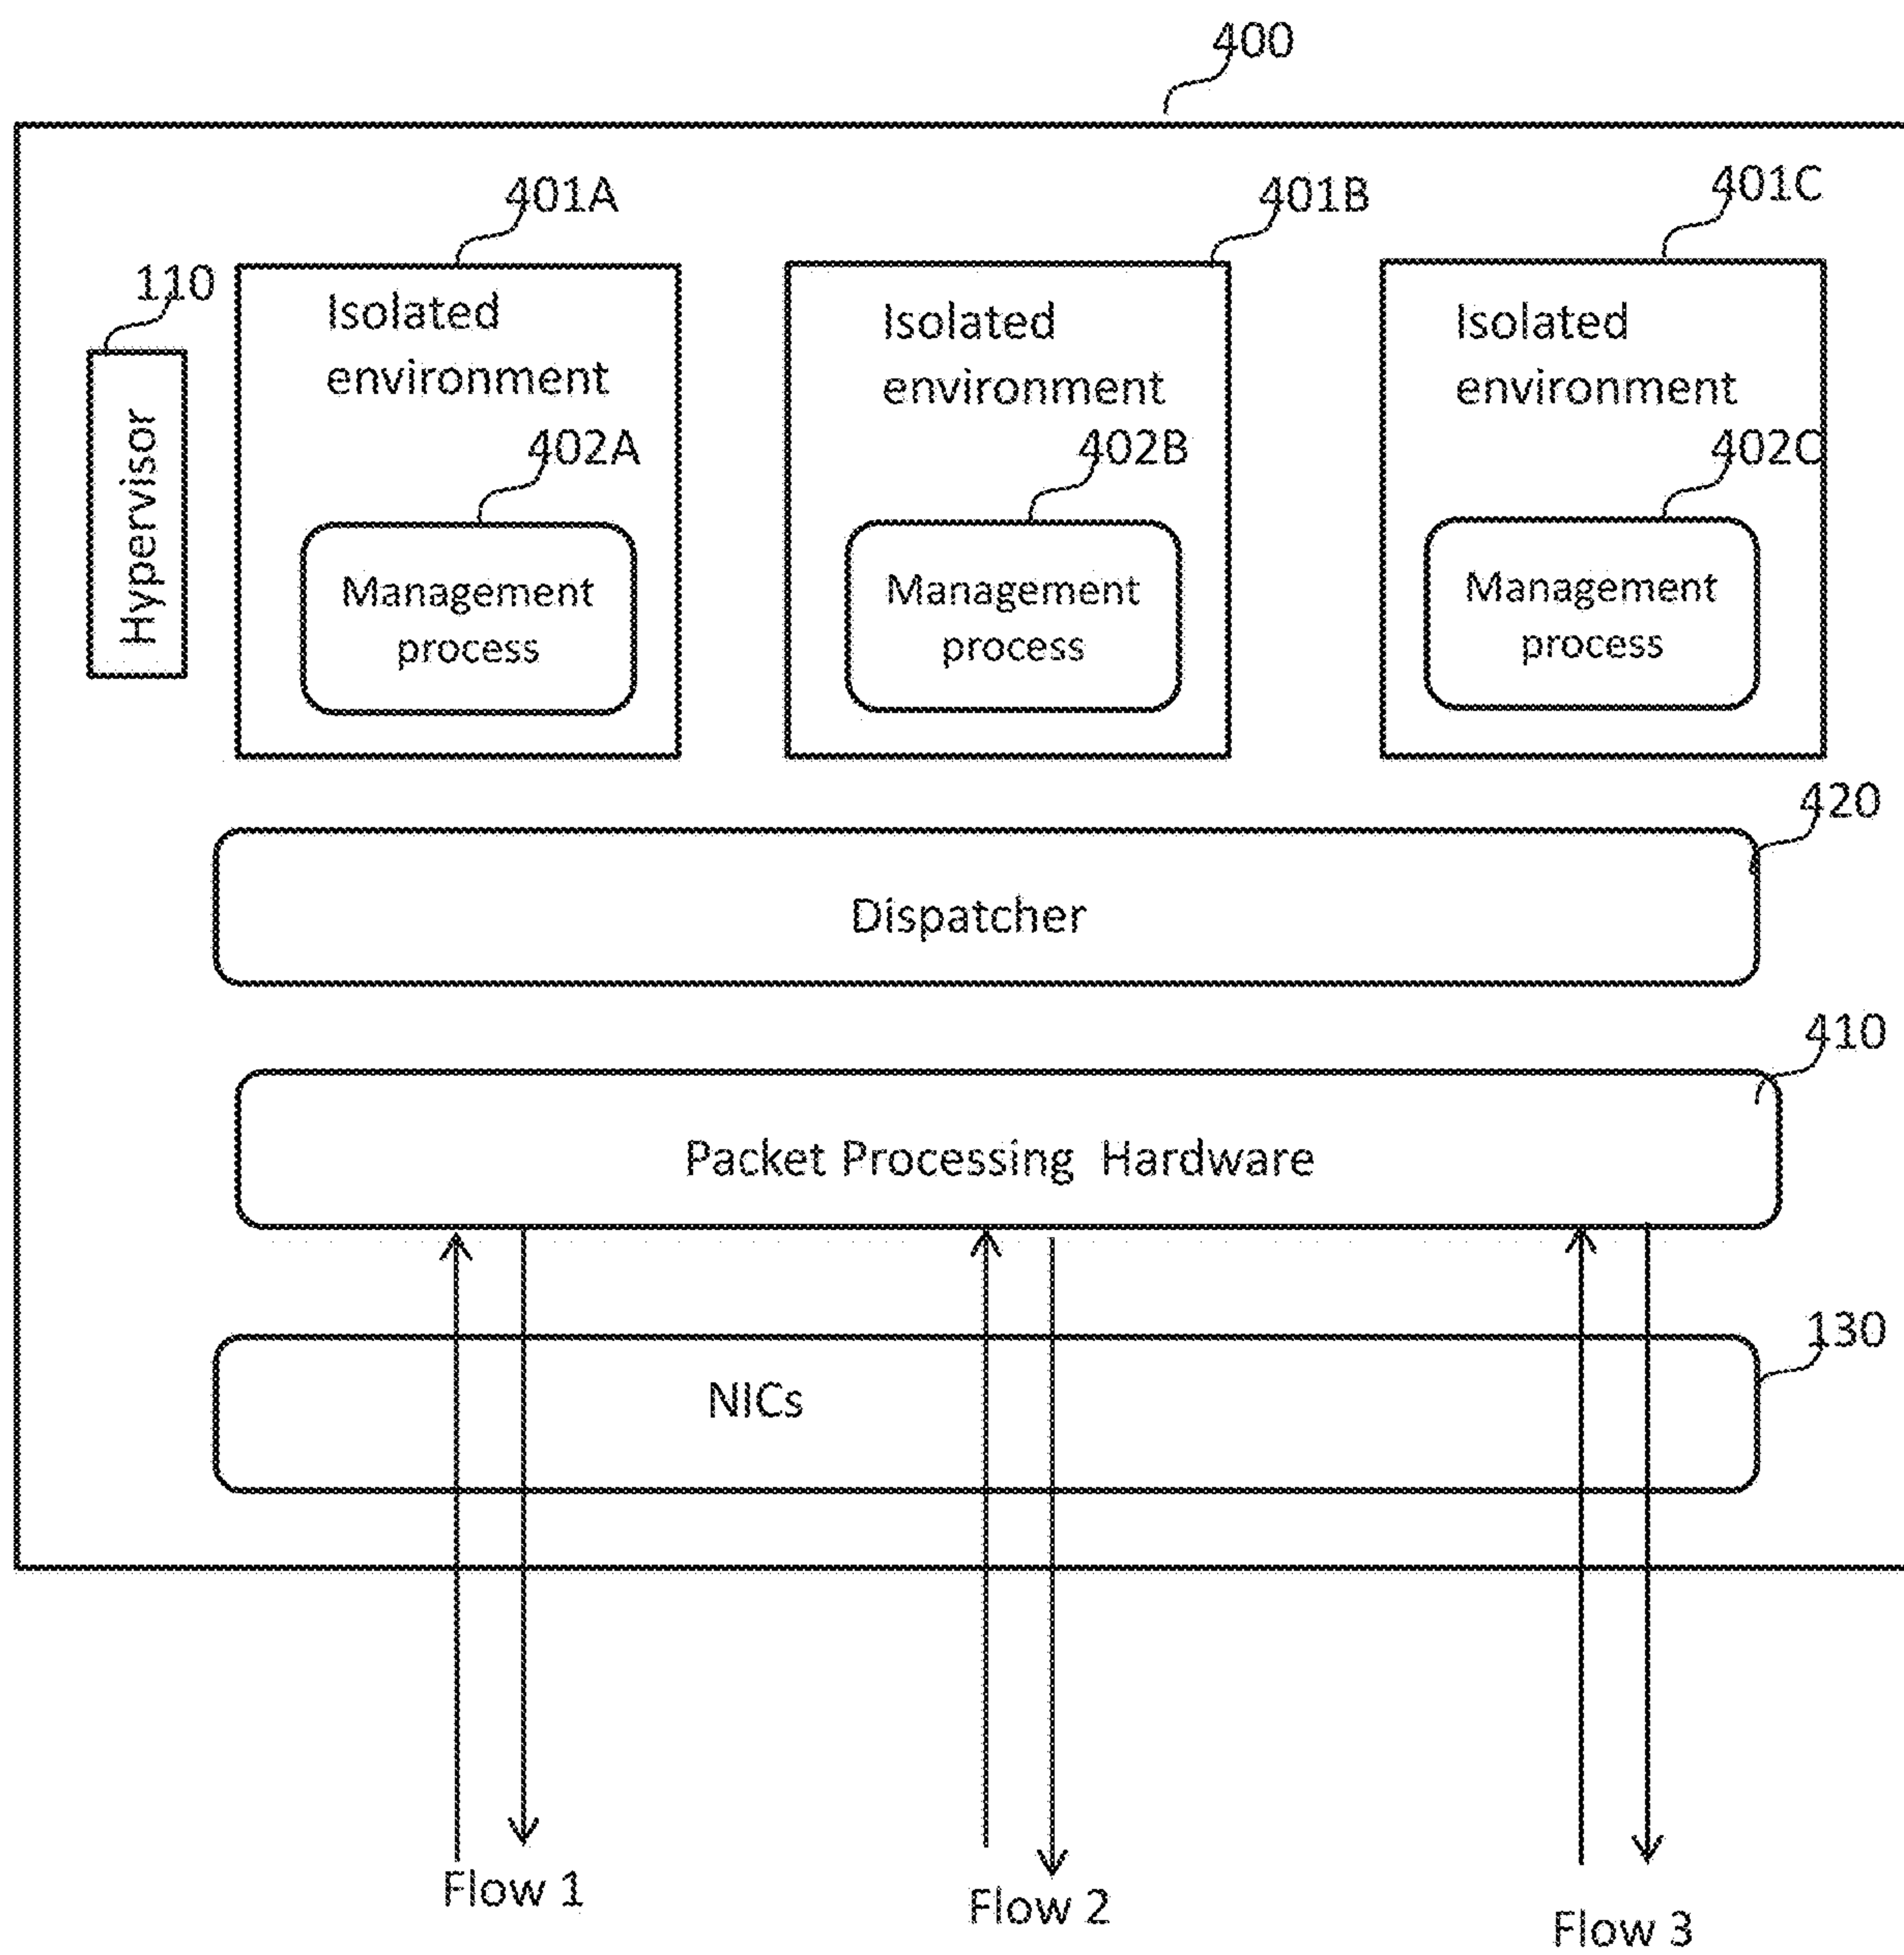 400
401A
401B
401C
110
Isolated
environment
Isolated
environment
Isolated
environment
Hypervisor
402A
402B
402C
Management
process
Management
process
Management
process
420
Dispatcher
410
Packet Processing Hardware
130
NICs
Flow 1
Flow 2
Flow 3